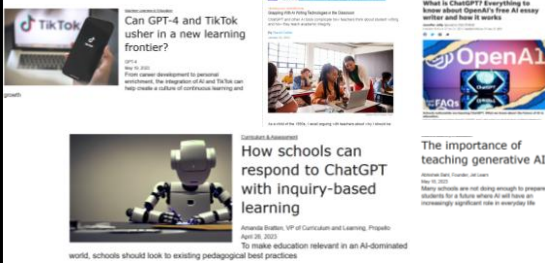 TikTok
Can GPT-4 and TikTok
usher in a new learning
frontier?
GPT-4
May 10, 2023
From career development to personal
enrichment, the integration of AI and TikTok can
help create a culture of continuous learning and
growth
What is ChatGPT? Everything to
know about OpenAI's free AI essay
writer and how it works
OpenAI
FAQs
Curriculum & Assessment
How schools can
respond to ChatGPT
with inquiry-based
learning
Amanda Bratten, VP of Curriculum and Learning, Propello
April 28, 2023
To make education relevant in an AI-dominated
world, schools should look to existing pedagogical best practices
The importance of
teaching generative AI
May 10, 2023
Many schools are not doing enough to prepare
students for a future where AI will have an
increasingly significant role in everyday life